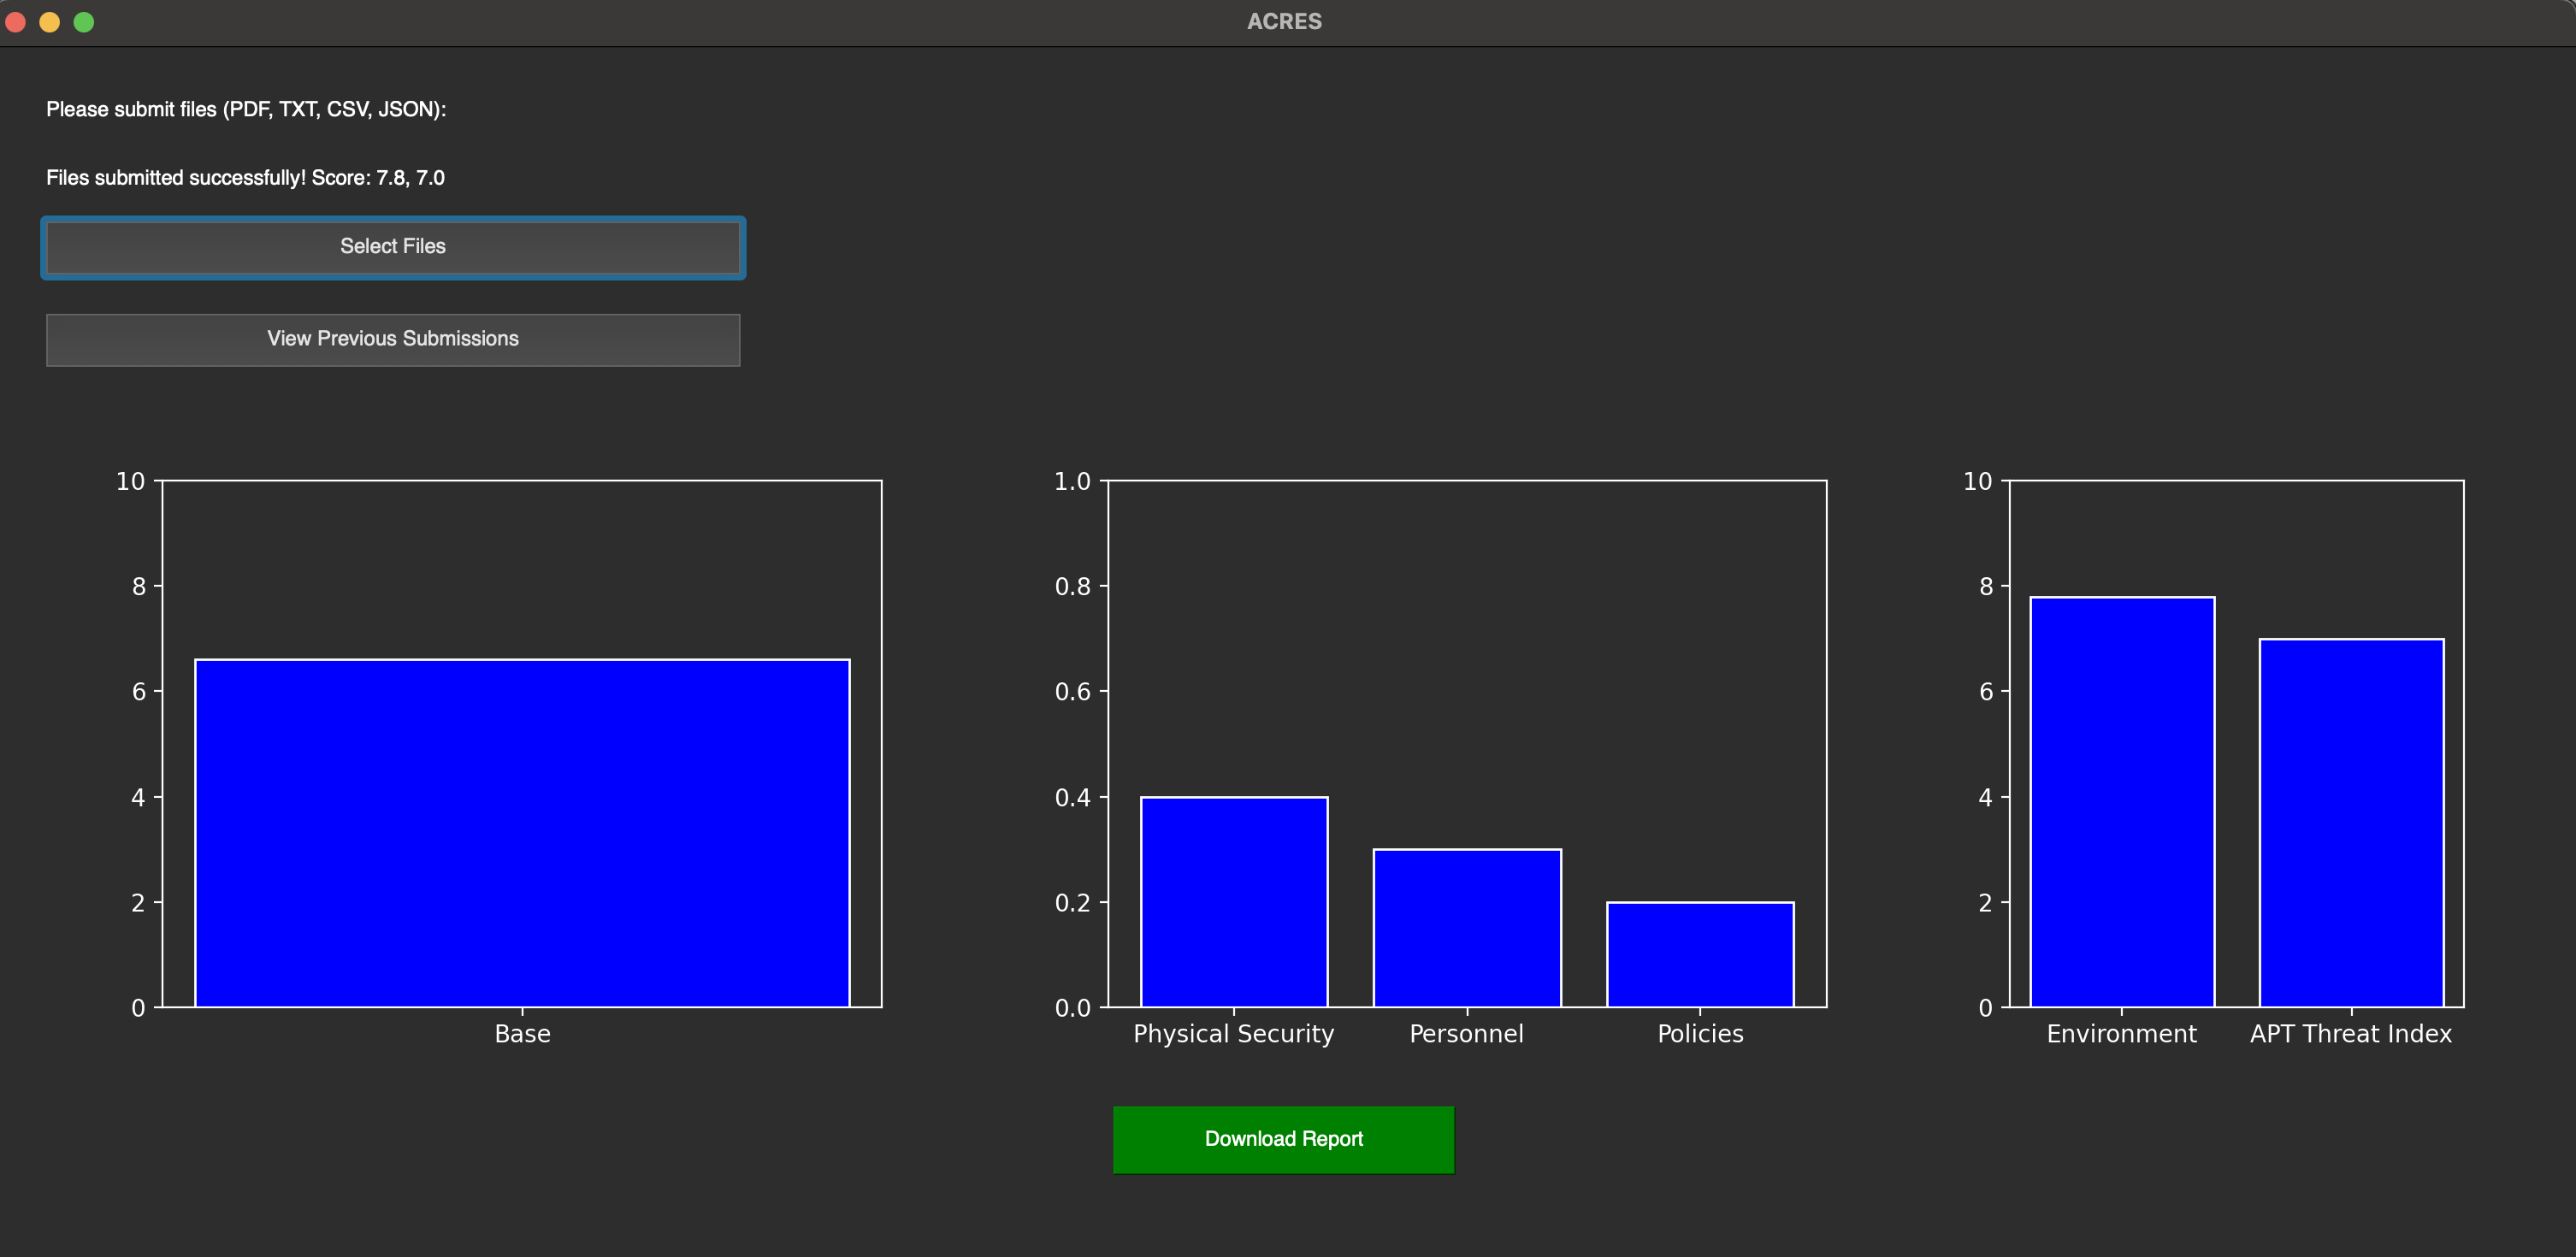 ACRES
Please submit files (PDF, TXT, CSV, JSON):
Files submitted successfully! Score: 7.8, 7.0
Select Files
View Previous Submissions
10
8
6
4
2
0
Base
1.0
0.8
0.6
0.4
0.2
0.0
Physical Security Personnel Policies
10
8
6
4
2
0
Environment APT Threat Index
Download Report